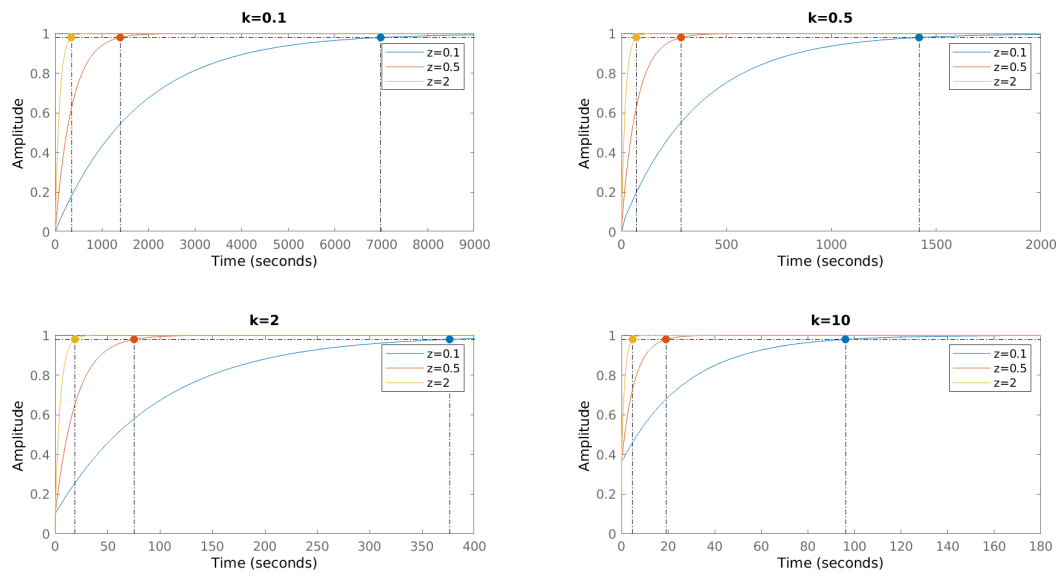 k=0.1
1
0.8
0.6
0.4
0.2
0
Amplitude
z=0.1
z=0.5
z=2
0 1000 2000 3000 4000 5000 6000 7000 8000 9000
Time (seconds)
k=0.5
1
0.8
0.6
0.4
0.2
0
Amplitude
z=0.1
z=0.5
z=2
0 500 1000 1500 2000
Time (seconds)
k=2
1
0.8
0.6
0.4
0.2
0
Amplitude
z=0.1
z=0.5
z=2
0 50 100 150 200 250 300 350 400
Time (seconds)
k=10
1
0.8
0.6
0.4
0.2
0
Amplitude
z=0.1
z=0.5
z=2
0 20 40 60 80 100 120 140 160 180
Time (seconds)